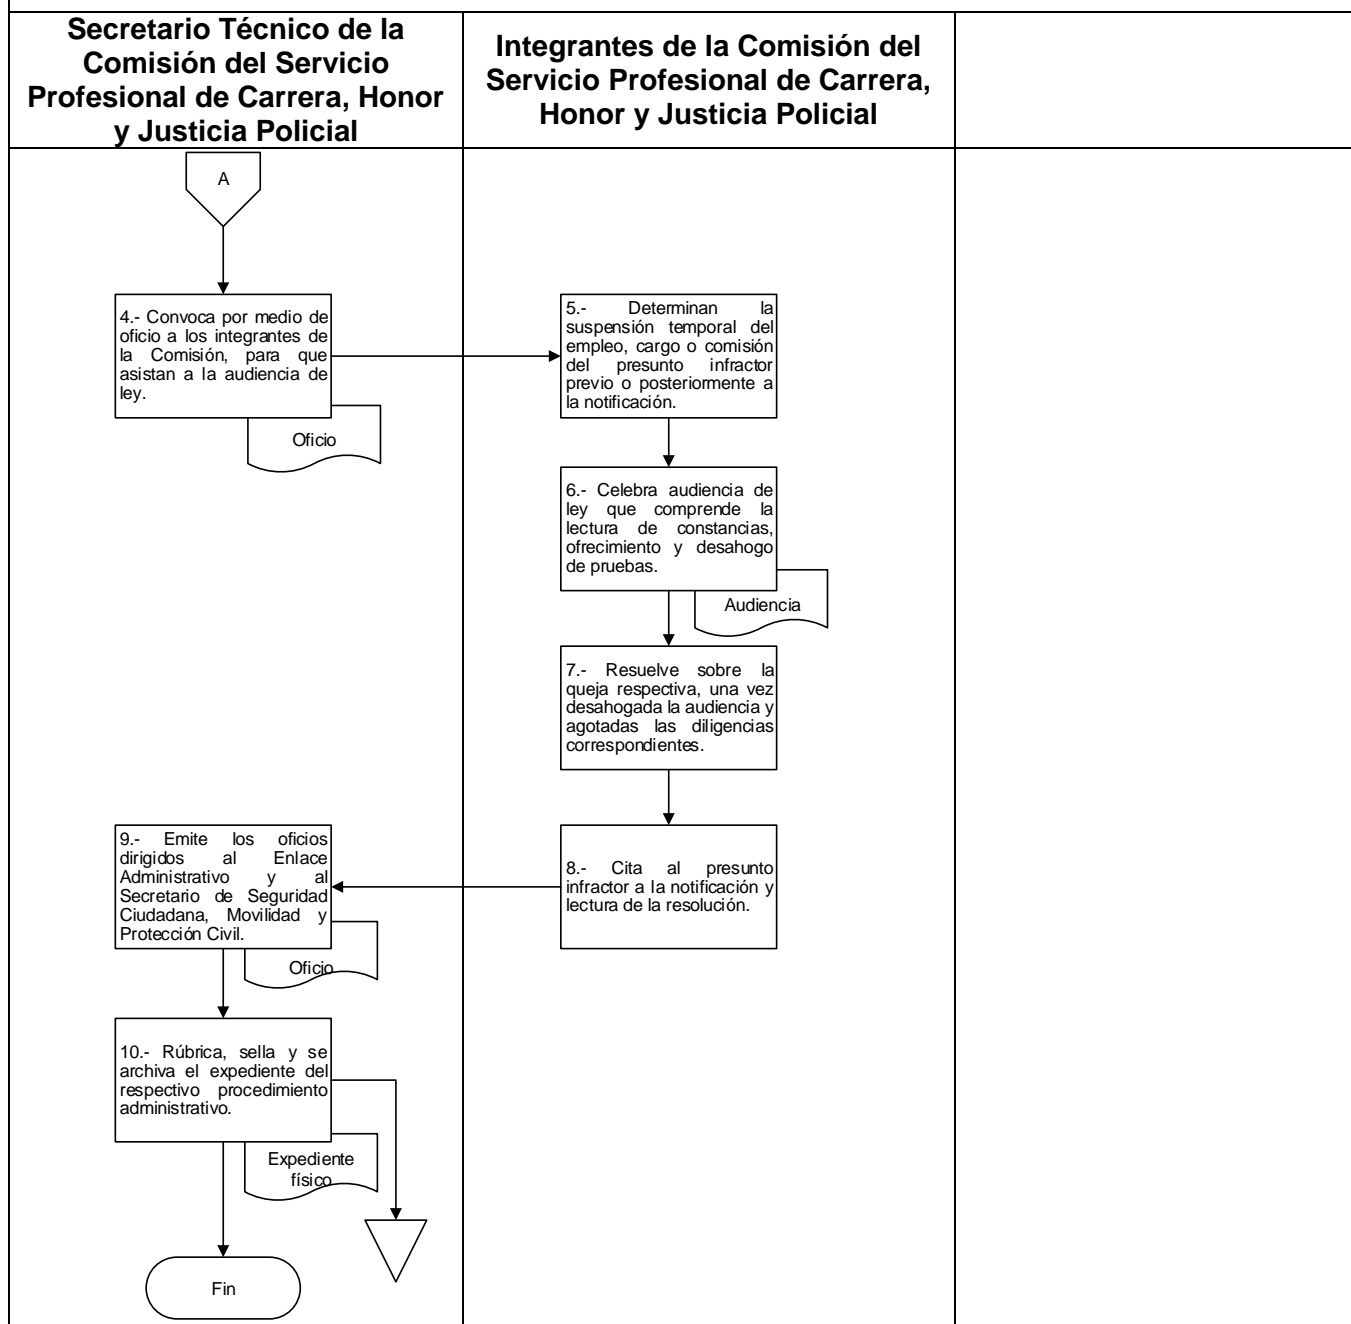 Secretario Técnico de la
Comisión del Servicio
Profesional de Carrera, Honor
y Justicia Policial
Integrantes de la Comisión del
Servicio Profesional de Carrera,
Honor y Justicia Policial
A
4.- Convoca por medio de
oficio a los integrantes de
la Comisión, para que
asistan a la audiencia de
ley.
Oficio
5.- Determinan la
suspensión temporal del
empleo, cargo o comisión
del presunto infractor
previo o posteriormente a
la notificación.
6.- Celebra audiencia de
ley que comprende la
lectura de constancias,
ofrecimiento y desahogo
de pruebas.
Audiencia
7.- Resuelve sobre la
queja respectiva, una vez
desahogada la audiencia y
agotadas las diligencias
correspondientes.
8.- Cita al presunto
infractor a la notificación y
lectura de la resolución.
9.- Emite los oficios
dirigidos al Enlace
Administrativo y al
Secretario de Seguridad
Ciudadana, Movilidad y
Protección Civil.
Oficio
10.- Rúbrica, sella y se
archiva el expediente del
respectivo procedimiento
administrativo.
Expediente
físico
Fin